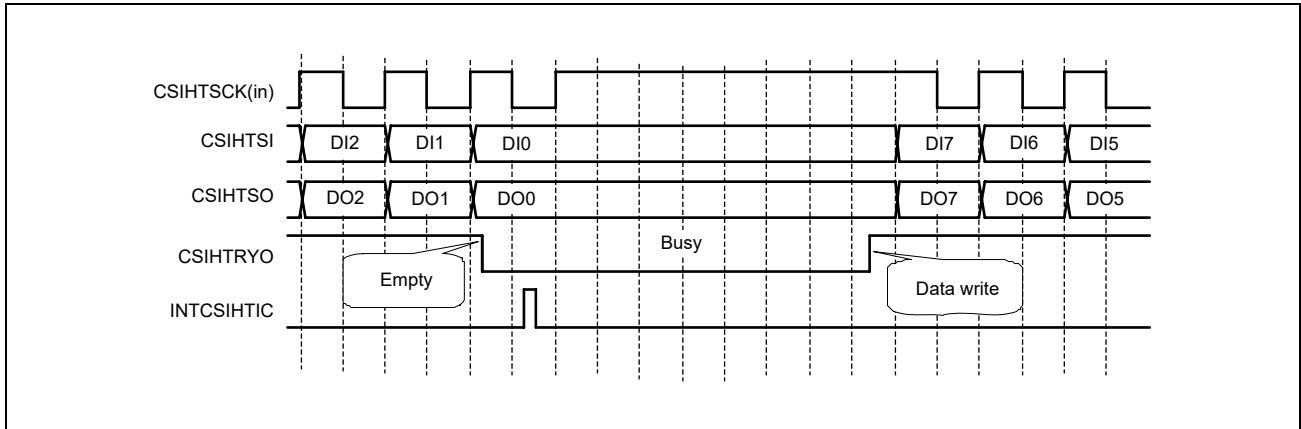 CSIHTSCK(in)
CSIHTSI DI2 DI1 DI0 DI7 DI6 DI5
CSIHTSO DO2 DO1 DO0 DO7 DO6 DO5
CSIHTRYO Busy
Empty Data write
INTCSIHTIC